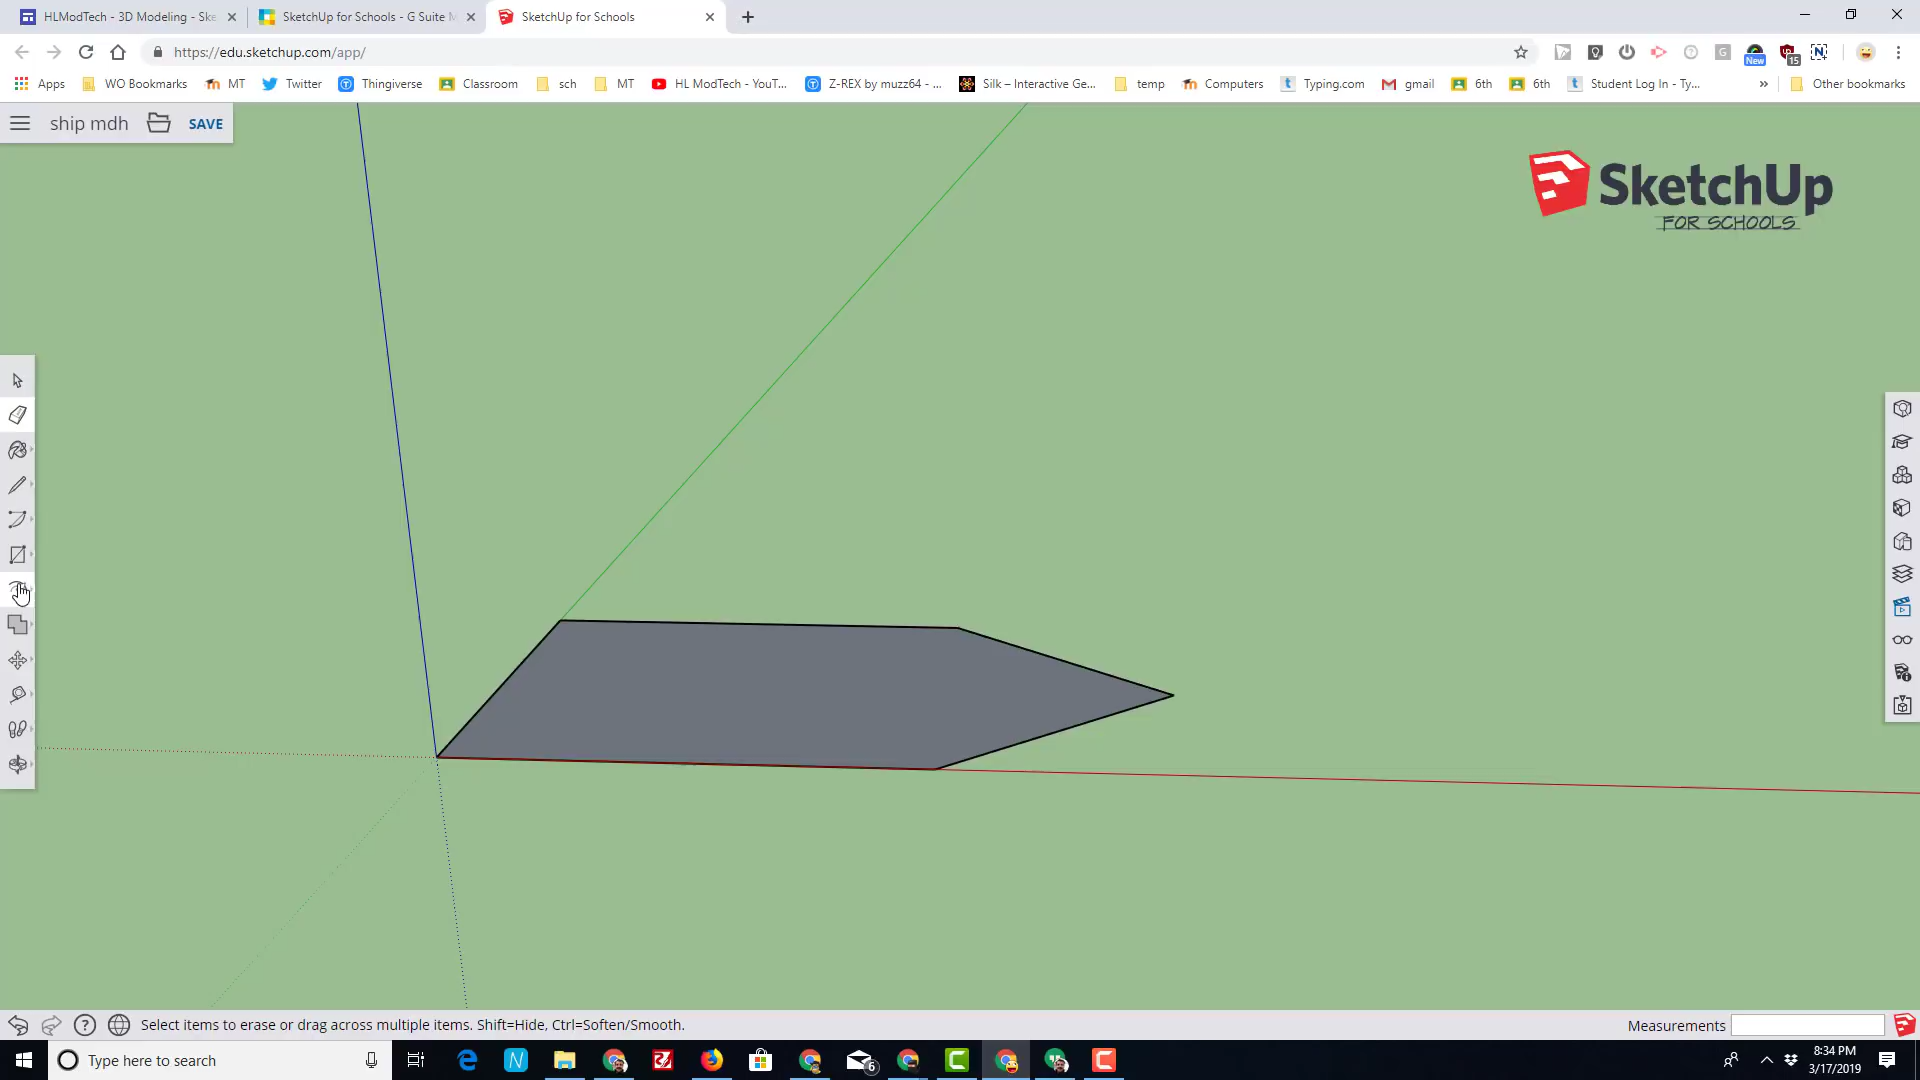 HLModTech - 3D Modeling - Ske
SketchUp for Schools - G Suite M
SketchUp for Schools
https://edu.sketchup.com/app/
Apps
WO Bookmarks
MT
Twitter
Thingiverse
Classroom
sch
MT
HL ModTech - YouT...
Z-REX by muzz64 - ...
Silk – Interactive Ge...
temp
Computers
Typing.com
gmail
6th
6th
Student Log In - Ty...
»
Other bookmarks
New
15
ship mdh
SAVE
SketchUp
FOR SCHOOLS
Select items to erase or drag across multiple items. Shift=Hide, Ctrl=Soften/Smooth.
Measurements
Type here to search
6
8:34 PM
3/17/2019